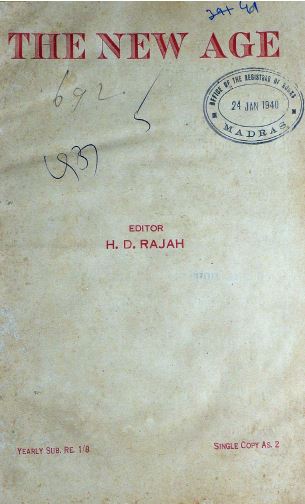 THE NEW AGE
692.
OFFICE OF THE REGISTRAR OF BOOKS
24 JAN 1940
MADRAS
EDITOR
H. D. RAJAH
YEARLY SUB. RE. 1/8
SINGLE COPY AS. 2